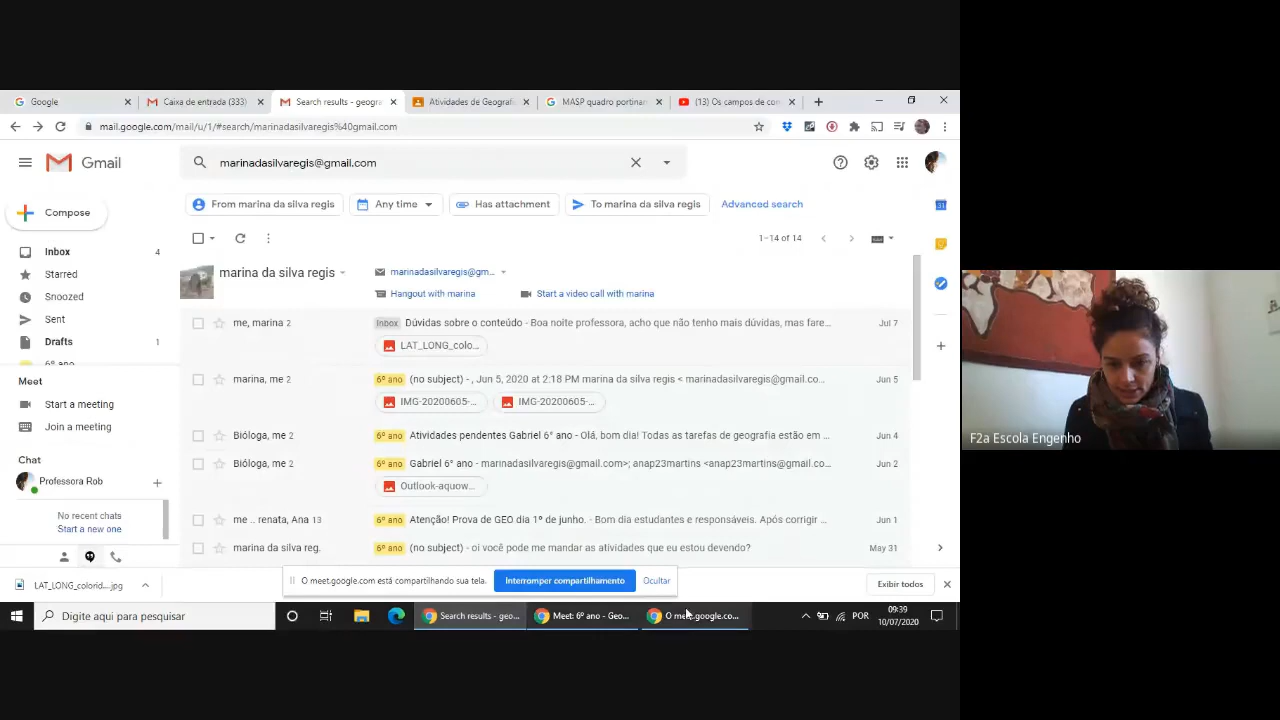 Google
Caixa de entrada (333)
Search results - geogra
Atividades de Geografi
MASP quadro portinar
(13) Os campos de con
mail.google.com/mail/u/1/#search/marinadasilvaregis%40gmail.com
Gmail
marinadasilvaregis@gmail.com
Compose
From marina da silva regis
Any time
Has attachment
To marina da silva regis
Advanced search
1–14 of 14
Inbox 4
Starred
Snoozed
Sent
Drafts 1
6º ano
marina da silva regis
marinadasilvaregis@gm...
Hangout with marina
Start a video call with marina
me, marina 2 Inbox Dúvidas sobre o conteúdo - Boa noite professora, acho que não tenho mais dúvidas, mas fare... Jul 7
LAT_LONG_colo...
marina, me 2 6º ano (no subject) - , Jun 5, 2020 at 2:18 PM marina da silva regis < marinadasilvaregis@gmail.co... Jun 5
IMG-20200605-... IMG-20200605-...
Bióloga, me 2 6º ano Atividades pendentes Gabriel 6° ano - Olá, bom dia! Todas as tarefas de geografia estão em ... Jun 4
Bióloga, me 2 6º ano Gabriel 6° ano - marinadasilvaregis@gmail.com>; anap23martins <anap23martins@gmail.co... Jun 2
Outlook-aquow...
me .. renata, Ana 13 6º ano Atenção! Prova de GEO dia 1º de junho. - Bom dia estudantes e responsáveis. Após corrigir ... Jun 1
marina da silva reg. 6º ano (no subject) - oi você pode me mandar as atividades que eu estou devendo? May 31
Meet
Start a meeting
Join a meeting
Chat
Professora Rob
No recent chats
Start a new one
31
F2a Escola Engenho
LAT_LONG_colorid....jpg
O meet.google.com está compartilhando sua tela.
Interromper compartilhamento
Ocultar
Exibir todos
Digite aqui para pesquisar
Search results - geo...
Meet: 6º ano - Geo...
O meet.google.co...
POR
09:39
10/07/2020